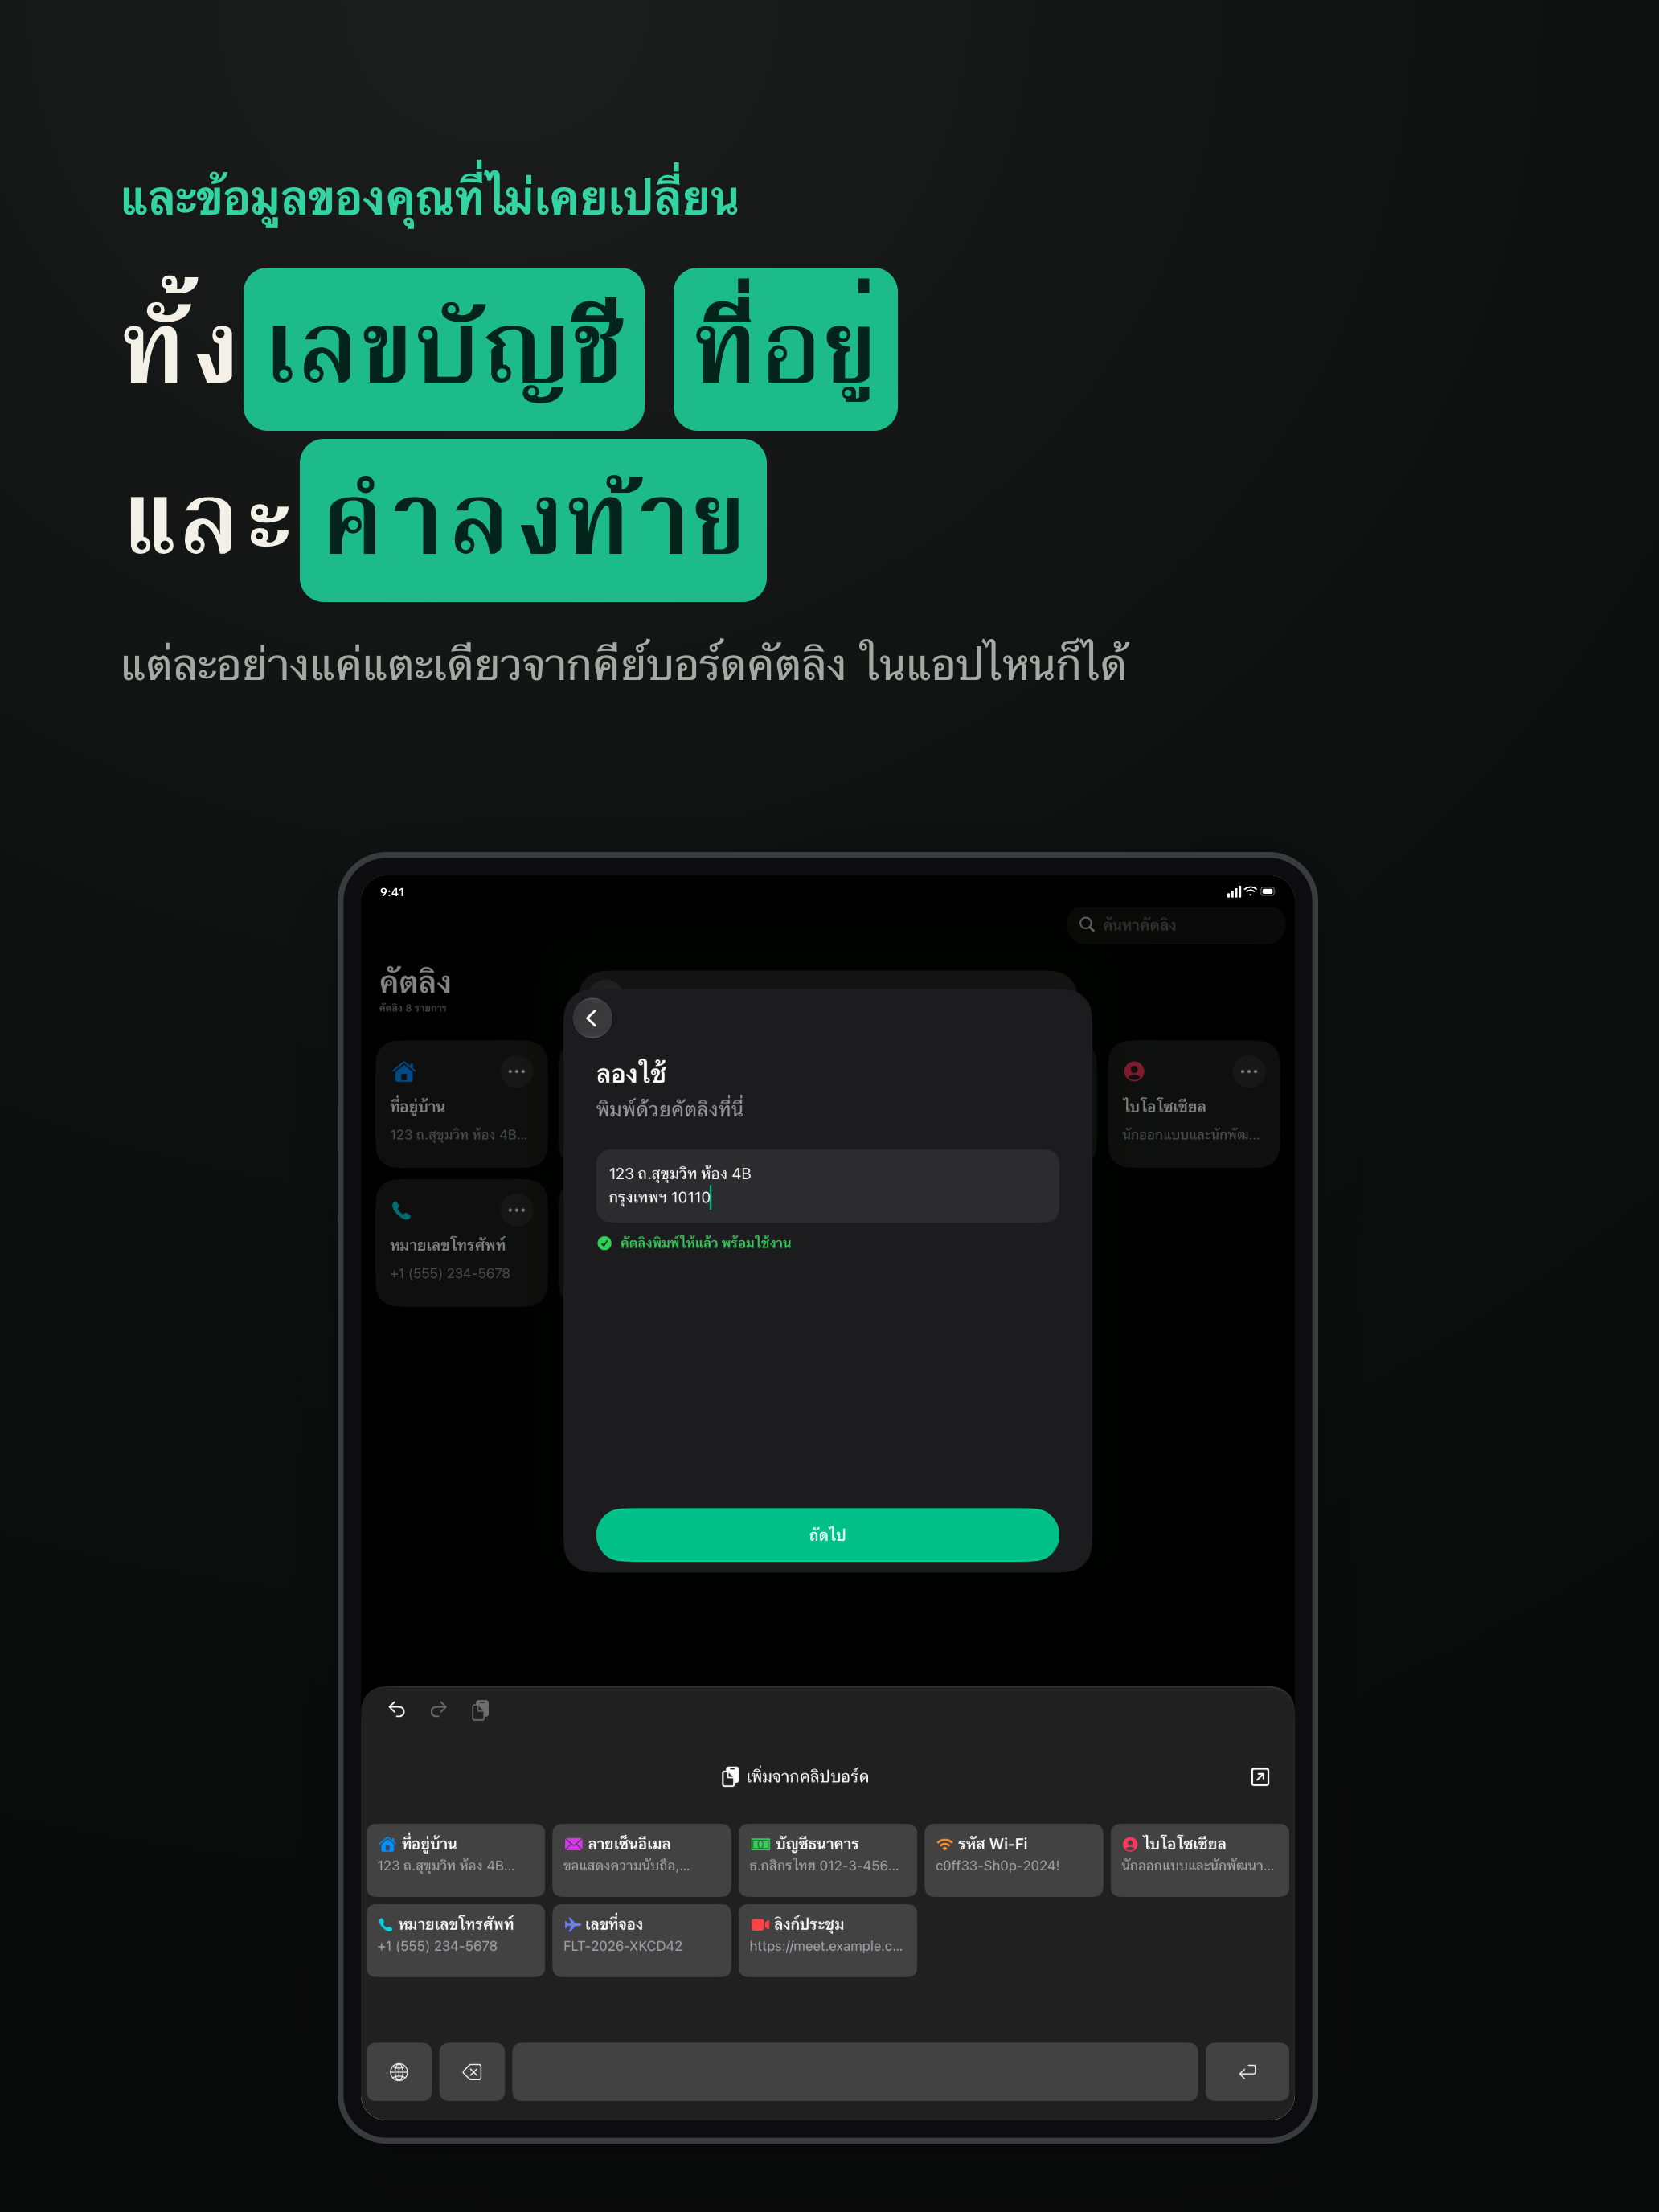 และข้อมูลของคุณที่ไม่เคยเปลี่ยน
ทั้งเลขบัญชี ที่อยู่
และคำลงท้าย
แต่ละอย่างแค่แตะเดียวจากคีย์บอร์ดคัตลิง ในแอปไหนก็ได้
9:41
ค้นหาคัตลิง
คัตลิง
คัตลิง 8 รายการ
ที่อยู่บ้าน
123 ถ.สุขุมวิท ห้อง 4B...
ไบโอโซเชียล
นักออกแบบและนักพัฒ...
หมายเลขโทรศัพท์
+1 (555) 234-5678
ลองใช้
พิมพ์ด้วยคัตลิงที่นี่
123 ถ.สุขุมวิท ห้อง 4B
กรุงเทพฯ 10110
คัตลิงพิมพ์ให้แล้ว พร้อมใช้งาน
ถัดไป
เพิ่มจากคลิปบอร์ด
ที่อยู่บ้าน
123 ถ.สุขุมวิท ห้อง 4B...
ลายเซ็นอีเมล
ขอแสดงความนับถือ,...
บัญชีธนาคาร
ธ.กสิกรไทย 012-3-456...
รหัส Wi-Fi
c0ff33-Sh0p-2024!
ไบโอโซเชียล
นักออกแบบและนักพัฒนา...
หมายเลขโทรศัพท์
+1 (555) 234-5678
เลขที่จอง
FLT-2026-XKCD42
ลิงก์ประชุม
https://meet.example.c...